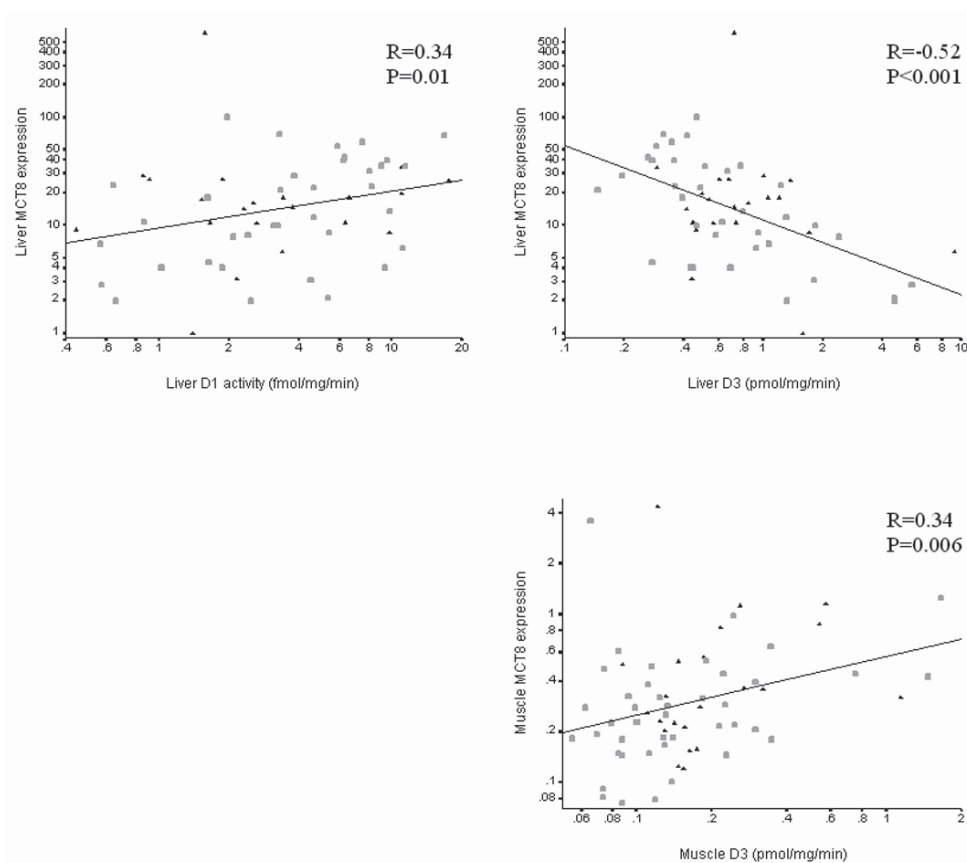 R=0.34
P=0.01
Liver MCT8 expression
500
400
300
200
100
50
40
30
20
10
5
4
3
2
1
.4 .6 .8 1 2 4 6 8 10 20
Liver D1 activity (fmol/mg/min)
R=-0.52
P<0.001
Liver MCT8 expression
500
400
300
200
100
50
40
30
20
10
5
4
3
2
1
.1 .2 .4 .6 .8 1 2 4 6 8 10
Liver D3 (pmol/mg/min)
R=0.34
P=0.006
Muscle MCT8 expression
4
2
1
.8
.6
.4
.2
.1
.08
.06 .08 .1 .2 .4 .6 .8 1 2
Muscle D3 (pmol/mg/min)